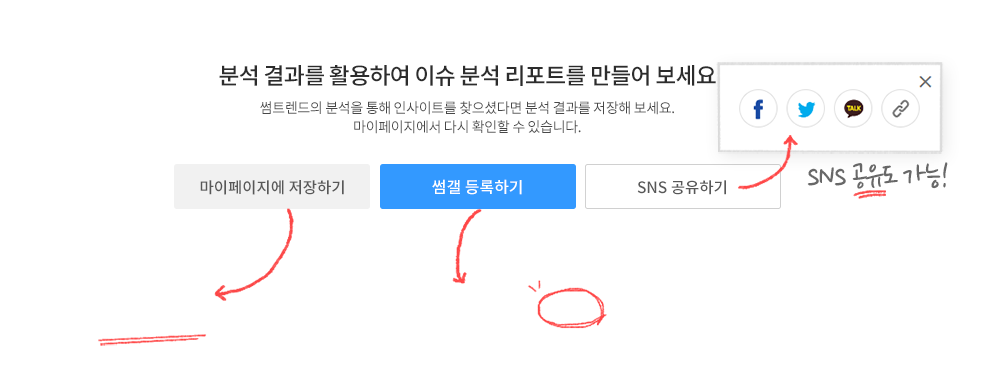 분석 결과를 활용하여 이슈 분석 리포트를 만들어 보세요
썸트렌드의 분석을 통해 인사이트를 찾으셨다면 분석 결과를 저장해 보세요.
마이페이지에서 다시 확인할 수 있습니다.
TALK
마이페이지에 저장하기
썸갤 등록하기
SNS 공유하기
SNS 공유도 가능!